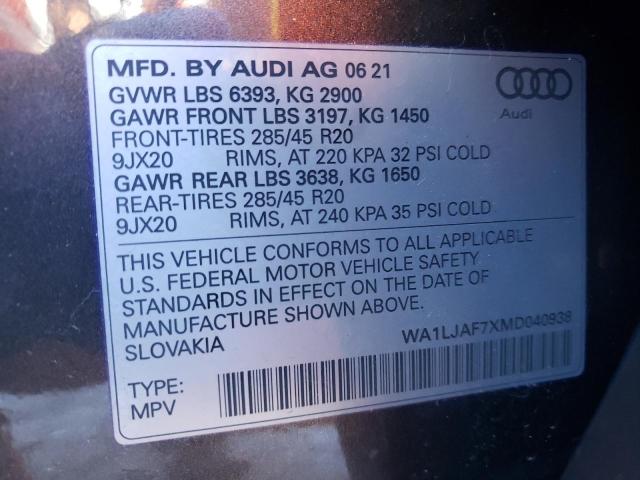 MFD. BY AUDI AG 06 21
GVWR LBS 6393, KG 2900
GAWR FRONT LBS 3197, KG 1450
FRONT-TIRES 285/45 R20
9JX20 RIMS, AT 220 KPA 32 PSI COLD
GAWR REAR LBS 3638, KG 1650
REAR-TIRES 285/45 R20
9JX20 RIMS, AT 240 KPA 35 PSI COLD
Audi
THIS VEHICLE CONFORMS TO ALL APPLICABLE
U.S. FEDERAL MOTOR VEHICLE SAFETY
STANDARDS IN EFFECT ON THE DATE OF
MANUFACTURE SHOWN ABOVE.
SLOVAKIA
WA1LJAF7XMD040938
TYPE:
MPV